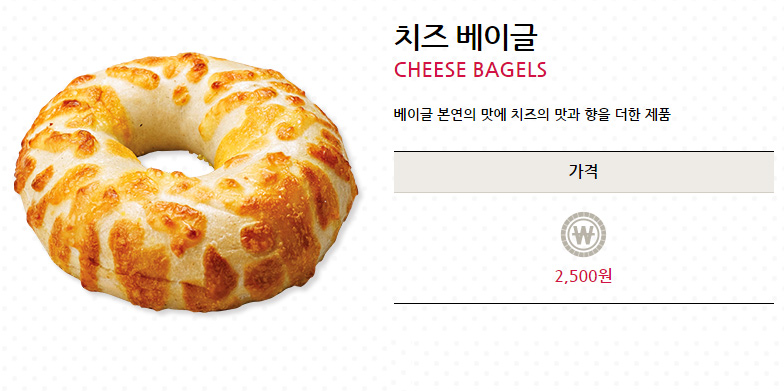 치즈 베이글
CHEESE BAGELS
베이글 본연의 맛에 치즈의 맛과 향을 더한 제품
가격
₩
2,500원